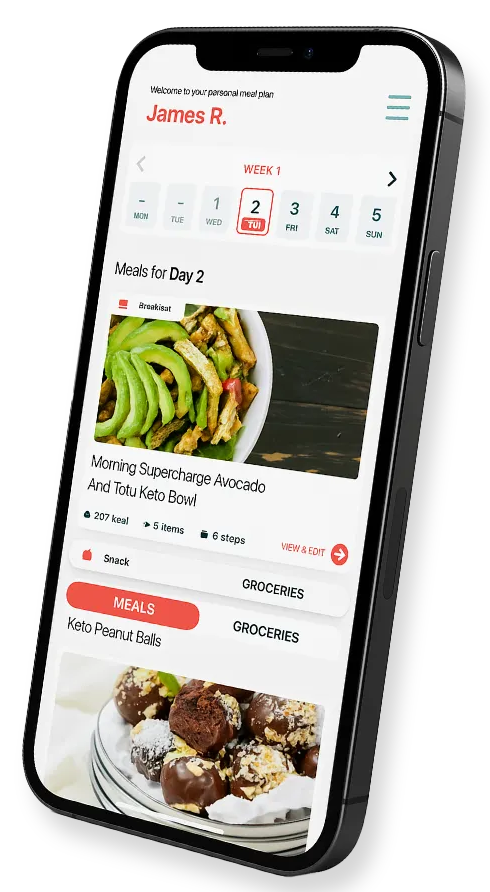 Welcome to your personal meal plan
James R.
WEEK 1
- - 1 2 3 4 5
MON TUE WED TUI FRI SAT SUN
Meals for Day 2
Breakisat
Morning Supercharge Avocado
And Totu Keto Bowl
207 keal 5 items 6 steps
VIEW & EDIT
Snack
GROCERIES
MEALS
GROCERIES
Keto Peanut Balls